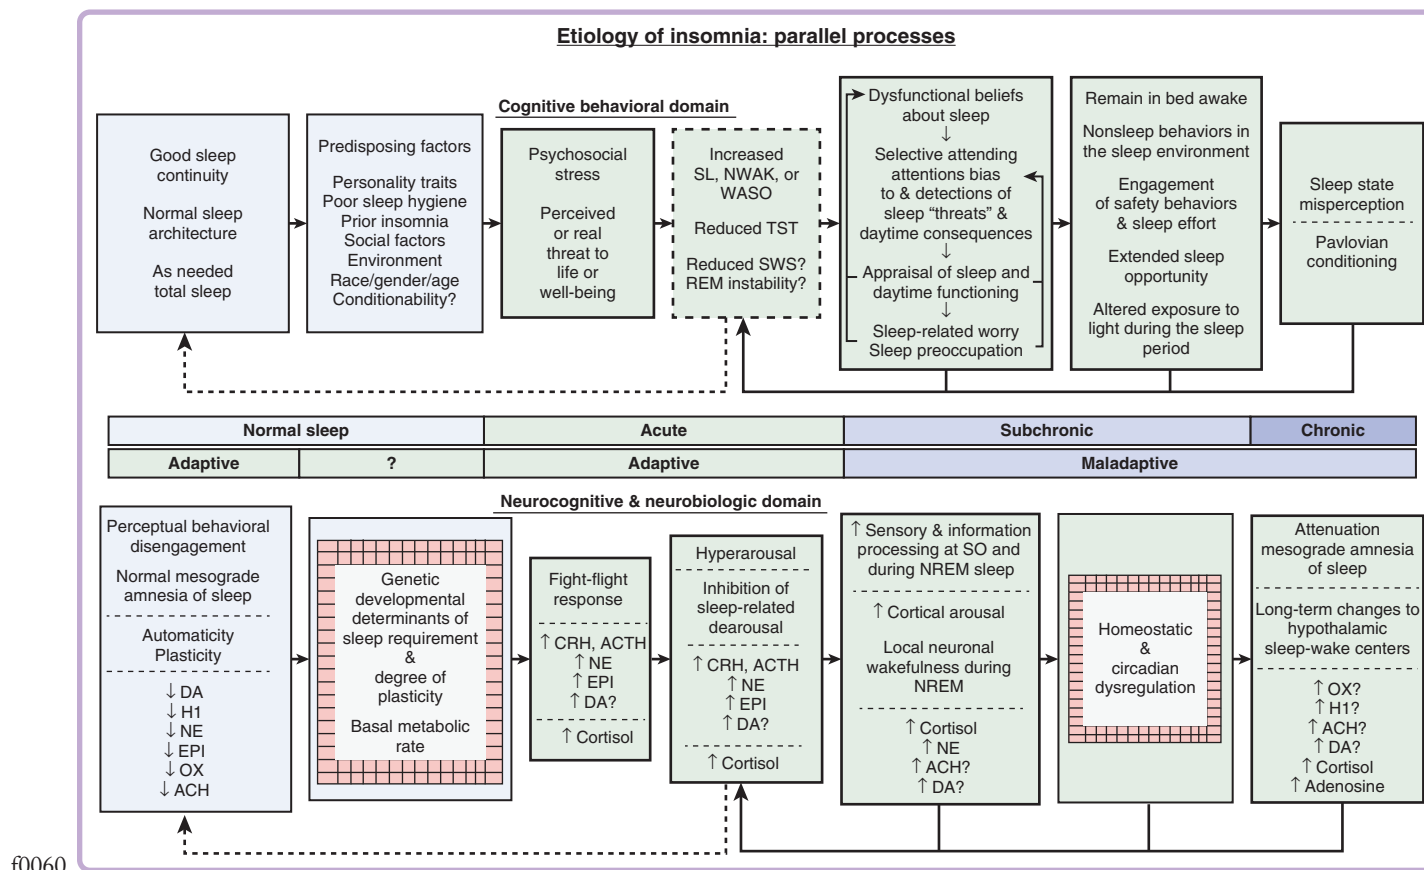 Etiology of insomnia: parallel processes
Cognitive behavioral domain
Good sleep
continuity
Normal sleep
architecture
As needed
total sleep
Predisposing factors
Personality traits
Poor sleep hygiene
Prior insomnia
Social factors
Environment
Race/gender/age
Conditionability?
Psychosocial
stress
Perceived
or real
threat to
life or
well-being
Increased
SL, NWAK, or
WASO
Reduced TST
Reduced SWS?
REM instability?
Dysfunctional beliefs
about sleep
↓
Selective attending
attentions bias
to & detections of
sleep “threats” &
daytime consequences
↓
Appraisal of sleep and
daytime functioning
↓
Sleep-related worry
Sleep preoccupation
Remain in bed awake
Nonsleep behaviors in
the sleep environment
Engagement
of safety behaviors
& sleep effort
Extended sleep
opportunity
Altered exposure to
light during the sleep
period
Sleep state
misperception
Pavlovian
conditioning
Normal sleep
Acute
Subchronic
Chronic
Adaptive
?
Adaptive
Maladaptive
Neurocognitive & neurobiologic domain
Perceptual behavioral
disengagement
Normal mesograde
amnesia of sleep
Automaticity
Plasticity
↓ DA
↓ H1
↓ NE
↓ EPI
↓ OX
↓ ACH
Genetic
developmental
determinants of
sleep requirement
&
degree of
plasticity
Basal metabolic
rate
Fight-flight
response
↑ CRH, ACTH
↑ NE
↑ EPI
↑ DA?
↑ Cortisol
Hyperarousal
Inhibition of
sleep-related
dearousal
↑ CRH, ACTH
↑ NE
↑ EPI
↑ DA?
↑ Cortisol
↑ Sensory & information
processing at SO and
during NREM sleep
↑ Cortical arousal
Local neuronal
wakefulness during
NREM
↑ Cortisol
↑ NE
↑ ACH?
↑ DA?
Homeostatic
&
circadian
dysregulation
Attenuation
mesograde amnesia
of sleep
Long-term changes to
hypothalamic
sleep-wake centers
↑ OX?
↑ H1?
↑ ACH?
↑ DA?
↑ Cortisol
↑ Adenosine
f0060